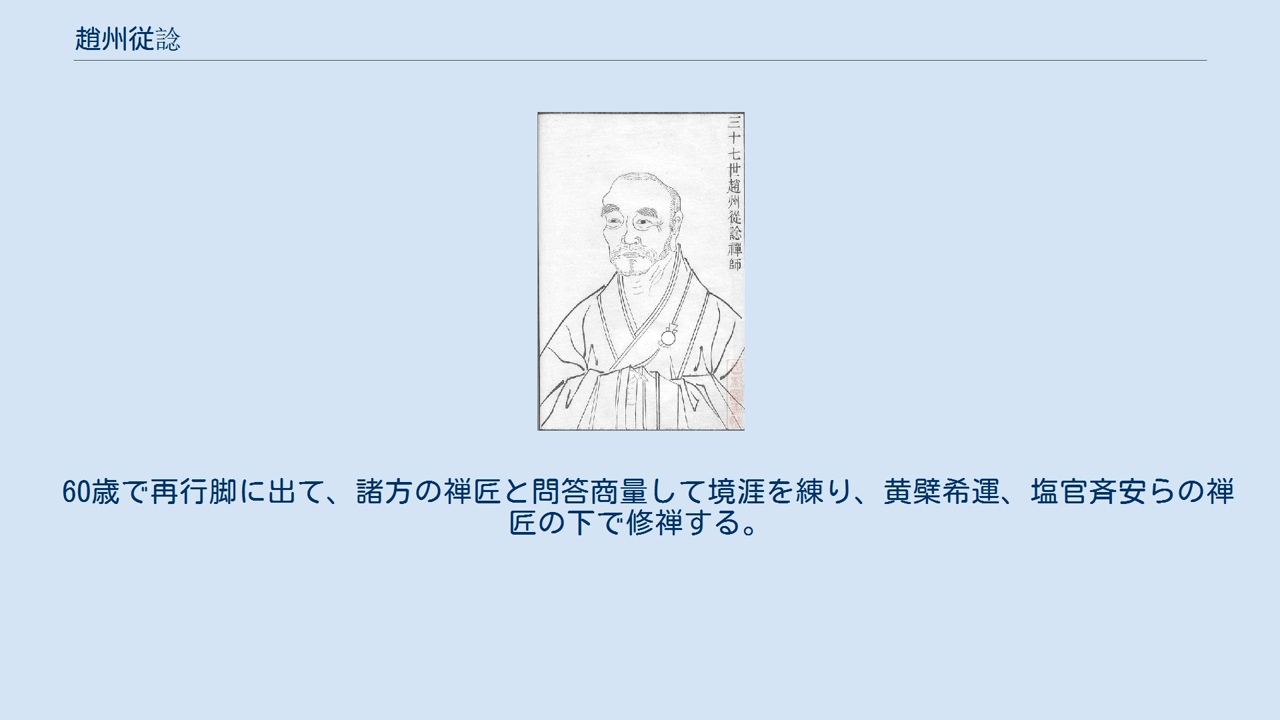 趙州従諗
三十七世趙州從諗禪師
60歳で再行脚に出て、諸方の禅匠と問答商量して境涯を練り、黄檗希運、塩官斉安らの禅
匠の下で修禅する。